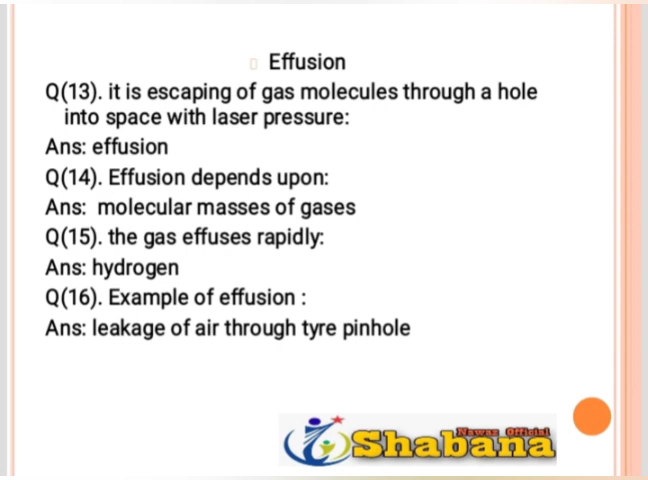 Effusion
Q(13). it is escaping of gas molecules through a hole
into space with laser pressure:
Ans: effusion
Q(14). Effusion depends upon:
Ans: molecular masses of gases
Q(15). the gas effuses rapidly:
Ans: hydrogen
Q(16). Example of effusion :
Ans: leakage of air through tyre pinhole
Nawaz Official
Shabana